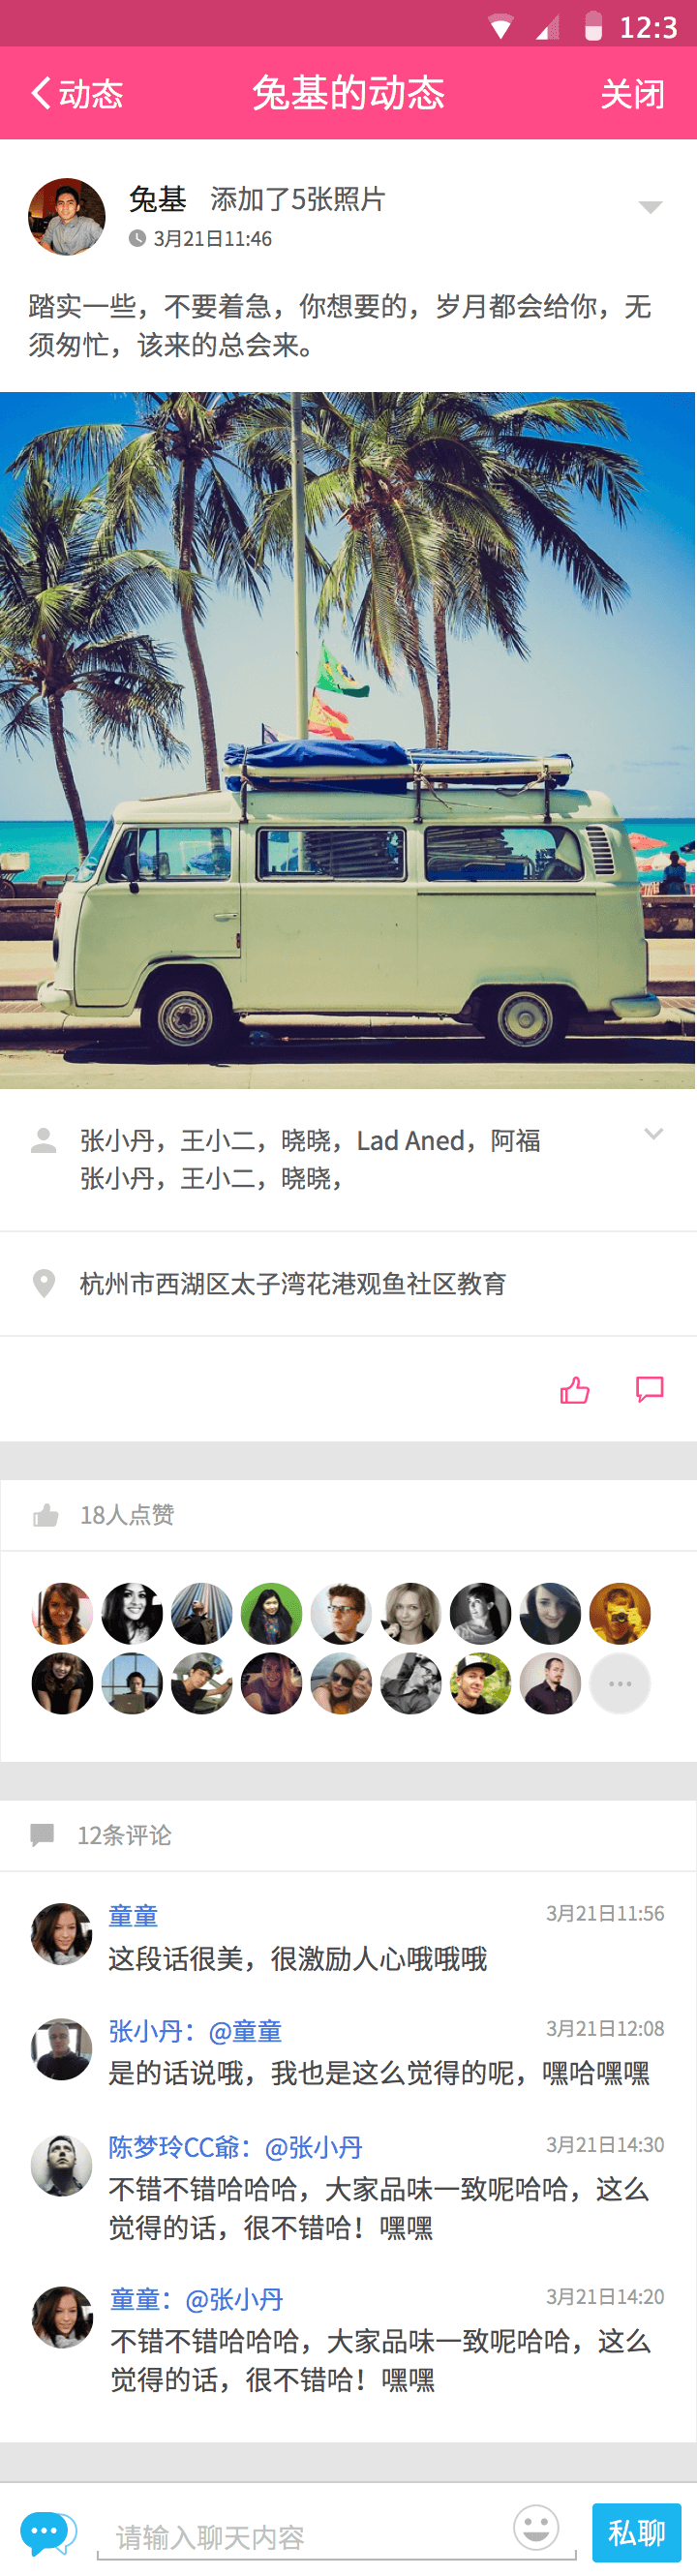 12:3
动态
兔基的动态
关闭
兔基 添加了5张照片
3月21日11:46
踏实一些，不要着急，你想要的，岁月都会给你，无
须匆忙，该来的总会来。
张小丹，王小二，晓晓，Lad Aned，阿福
张小丹，王小二，晓晓，
杭州市西湖区太子湾花港观鱼社区教育
18人点赞
12条评论
童童 3月21日11:56
这段话很美，很激励人心哦哦哦
张小丹：@童童 3月21日12:08
是的话说哦，我也是这么觉得的呢，嘿哈嘿嘿
陈梦玲CC爺：@张小丹 3月21日14:30
不错不错哈哈哈，大家品味一致呢哈哈，这么
觉得的话，很不错哈！嘿嘿
童童：@张小丹 3月21日14:20
不错不错哈哈哈，大家品味一致呢哈哈，这么
觉得的话，很不错哈！嘿嘿
请输入聊天内容
私聊